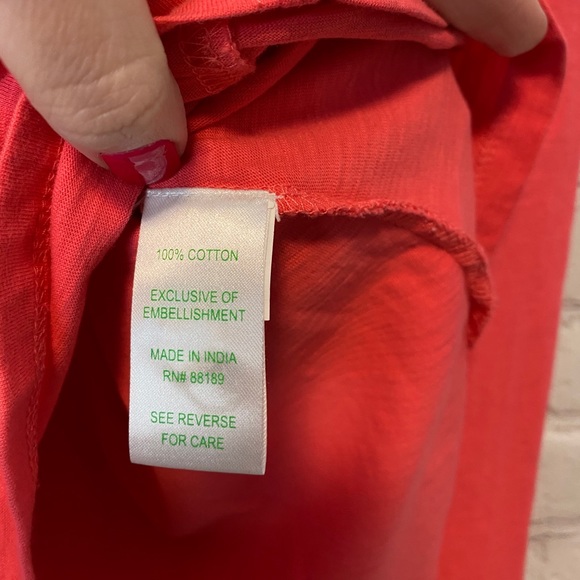 100% COTTON
EXCLUSIVE OF
EMBELLISHMENT
MADE IN INDIA
RN# 88189
SEE REVERSE
FOR CARE